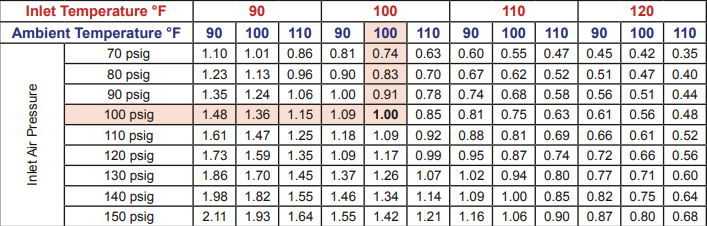 Inlet Temperature °F 90 100 110 120
Ambient Temperature °F 90 100 110 90 100 110 90 100 110 90 100 110
Inlet Air Pressure
70 psig 1.10 1.01 0.86 0.81 0.74 0.63 0.60 0.55 0.47 0.45 0.42 0.35
80 psig 1.23 1.13 0.96 0.90 0.83 0.70 0.67 0.62 0.52 0.51 0.47 0.40
90 psig 1.35 1.24 1.06 1.00 0.91 0.78 0.74 0.68 0.58 0.56 0.51 0.44
100 psig 1.48 1.36 1.15 1.09 1.00 0.85 0.81 0.75 0.63 0.61 0.56 0.48
110 psig 1.61 1.47 1.25 1.18 1.09 0.92 0.88 0.81 0.69 0.66 0.61 0.52
120 psig 1.73 1.59 1.35 1.09 1.17 0.99 0.95 0.87 0.74 0.72 0.66 0.56
130 psig 1.86 1.70 1.45 1.37 1.26 1.07 1.02 0.94 0.80 0.77 0.71 0.60
140 psig 1.98 1.82 1.55 1.46 1.34 1.14 1.09 1.00 0.85 0.82 0.75 0.64
150 psig 2.11 1.93 1.64 1.55 1.42 1.21 1.16 1.06 0.90 0.87 0.80 0.68